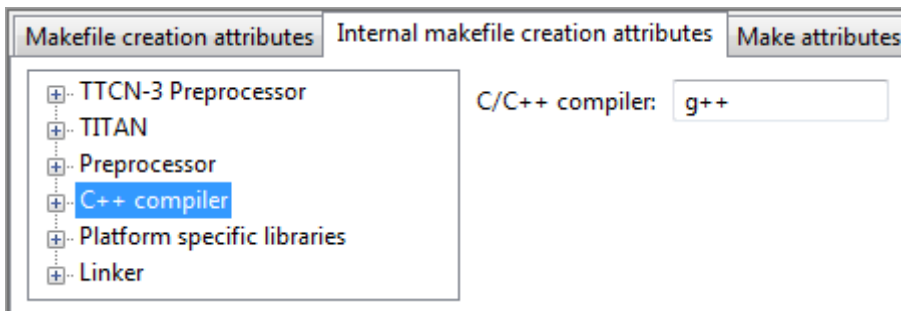 Makefile creation attributes Internal makefile creation attributes Make attributes
TTCN-3 Preprocessor
TITAN
Preprocessor
C++ compiler
Platform specific libraries
Linker
C/C++ compiler: g++